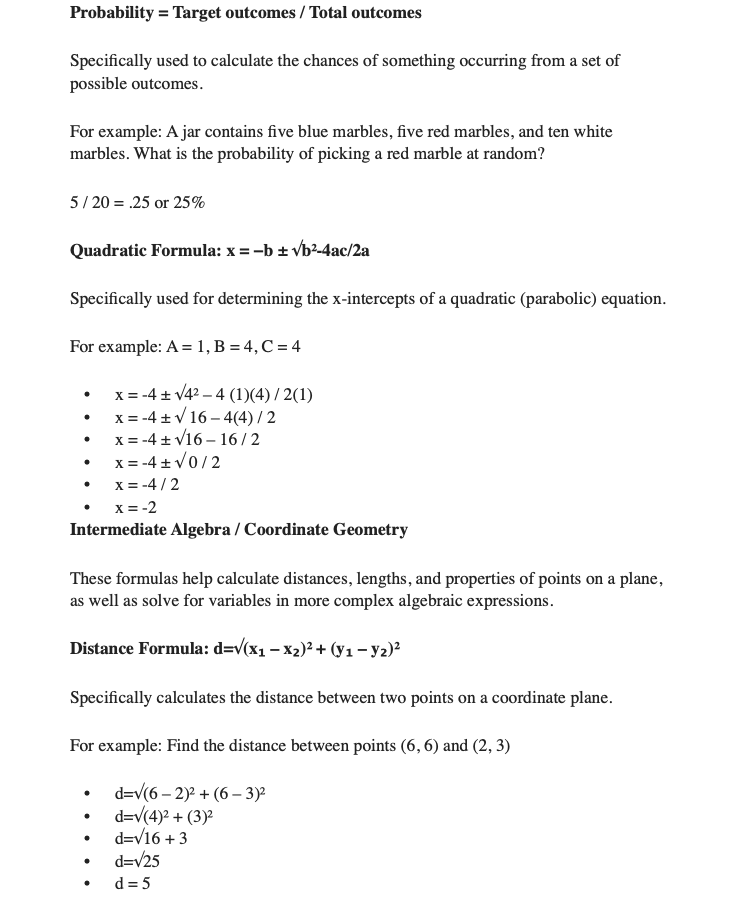 Probability = Target outcomes / Total outcomes
Specifically used to calculate the chances of something occurring from a set of
possible outcomes.
For example: A jar contains five blue marbles, five red marbles, and ten white
marbles. What is the probability of picking a red marble at random?
5 / 20 = .25 or 25%
Quadratic Formula: x = −b ± √b²-4ac/2a
Specifically used for determining the x-intercepts of a quadratic (parabolic) equation.
For example: A = 1, B = 4, C = 4
• x = -4 ± √4² – 4 (1)(4) / 2(1)
• x = -4 ± √ 16 – 4(4) / 2
• x = -4 ± √16 – 16 / 2
• x = -4 ± √ 0 / 2
• x = -4 / 2
• x = -2
Intermediate Algebra / Coordinate Geometry
These formulas help calculate distances, lengths, and properties of points on a plane,
as well as solve for variables in more complex algebraic expressions.
Distance Formula: d=√(x₁ – x₂)² + (y₁ – y₂)²
Specifically calculates the distance between two points on a coordinate plane.
For example: Find the distance between points (6, 6) and (2, 3)
• d=√(6 – 2)² + (6 – 3)²
• d=√(4)² + (3)²
• d=√16 + 3
• d=√25
• d = 5